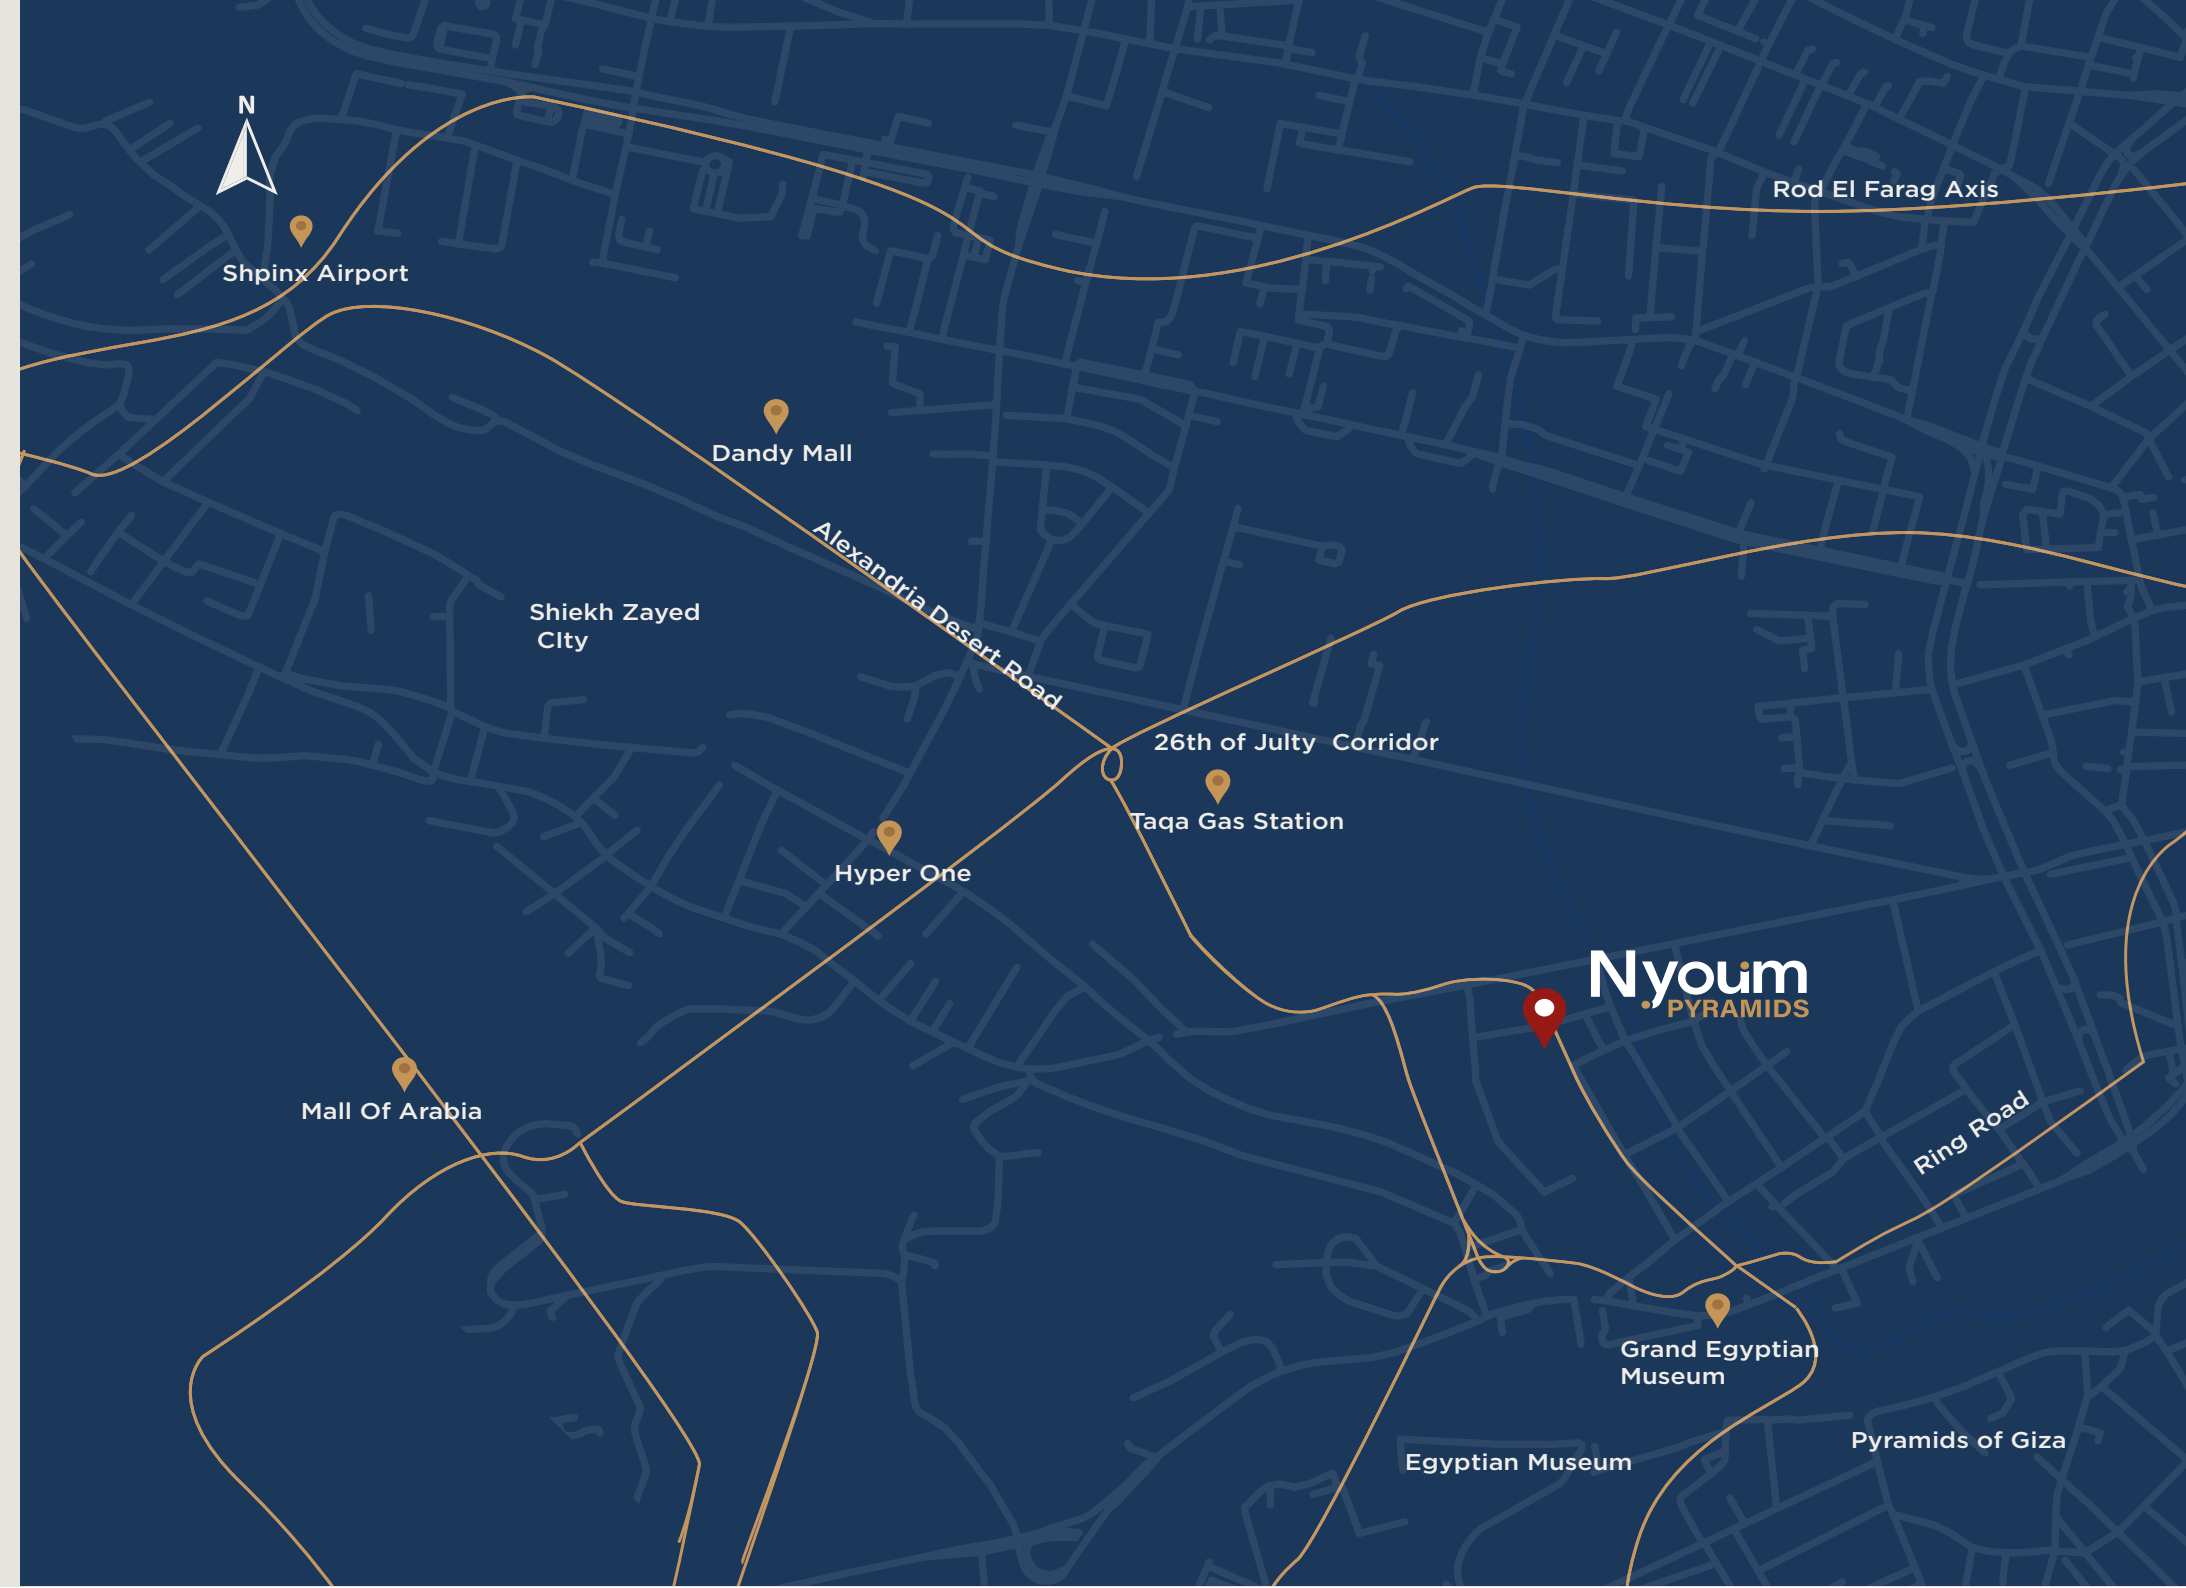 N
Rod El Farag Axis
Shpinx Airport
Dandy Mall
Alexandria Desert Road
Shiekh Zayed
CIty
26th of Julty Corridor
Taqa Gas Station
Hyper One
Nyoum
PYRAMIDS
Mall Of Arabia
Ring Road
Grand Egyptian
Museum
Pyramids of Giza
Egyptian Museum